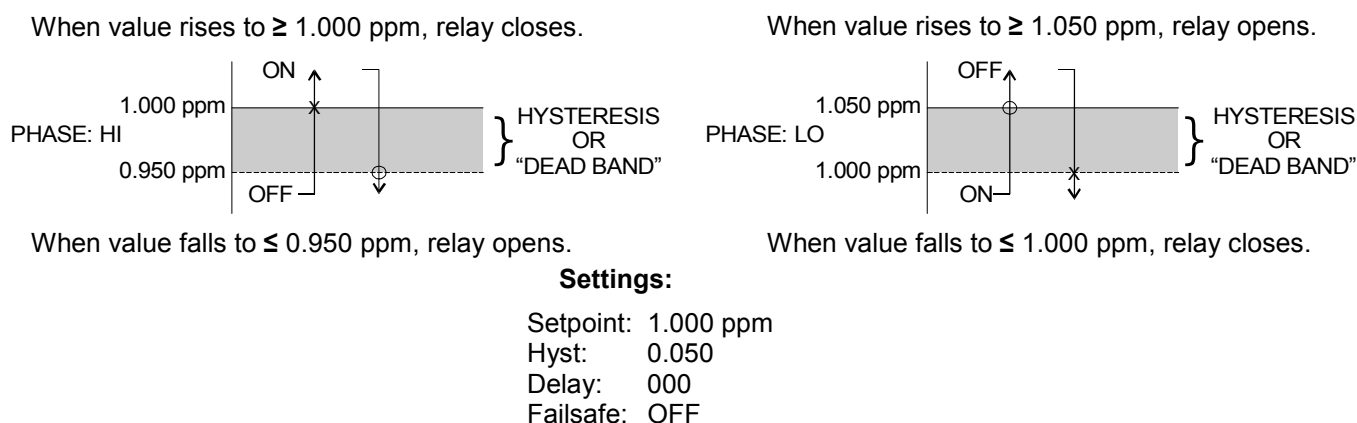 When value rises to ≥ 1.000 ppm, relay closes.
ON
1.000 ppm
PHASE: HI
0.950 ppm
OFF
HYSTERESIS
OR
“DEAD BAND”
When value falls to ≤ 0.950 ppm, relay opens.
When value rises to ≥ 1.050 ppm, relay opens.
OFF
1.050 ppm
PHASE: LO
1.000 ppm
ON
HYSTERESIS
OR
“DEAD BAND”
When value falls to ≤ 1.000 ppm, relay closes.
Settings:
Setpoint: 1.000 ppm
Hyst: 0.050
Delay: 000
Failsafe: OFF